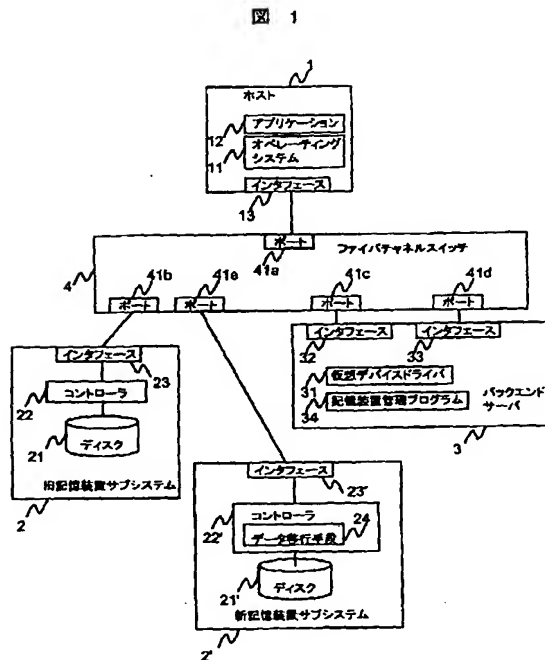 図 1
1
ホスト
12
アプリケーション
11
オペレーティング
システム
インタフェース
13
ポート
ファイバチャネルスイッチ
41a
4
41b
41e
41c
41d
ポート
ポート
ポート
ポート
インタフェース
インタフェース
32
33
インタフェース
23
仮想デバイスドライバ
31
バックエンド
サーバ
記憶装置管理プログラム
34
3
22
コントローラ
21
ディスク
旧記憶装置サブシステム
2
インタフェース
23'
コントローラ
24
22'
データ移行手段
ディスク
21'
新記憶装置サブシステム
2'